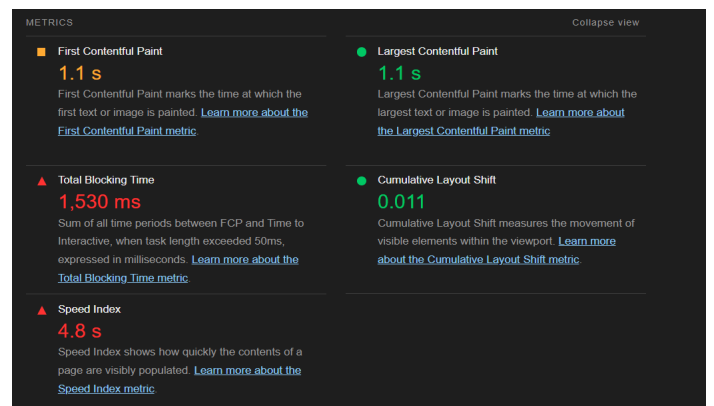 METRICS
Collapse view
First Contentful Paint
1.1 s
First Contentful Paint marks the time at which the
first text or image is painted. Learn more about the
First Contentful Paint metric.
Largest Contentful Paint
1.1 s
Largest Contentful Paint marks the time at which the
largest text or image is painted. Learn more about
the Largest Contentful Paint metric
Total Blocking Time
1,530 ms
Sum of all time periods between FCP and Time to
Interactive, when task length exceeded 50ms,
expressed in milliseconds. Learn more about the
Total Blocking Time metric.
Cumulative Layout Shift
0.011
Cumulative Layout Shift measures the movement of
visible elements within the viewport. Learn more
about the Cumulative Layout Shift metric.
Speed Index
4.8 s
Speed Index shows how quickly the contents of a
page are visibly populated. Learn more about the
Speed Index metric.